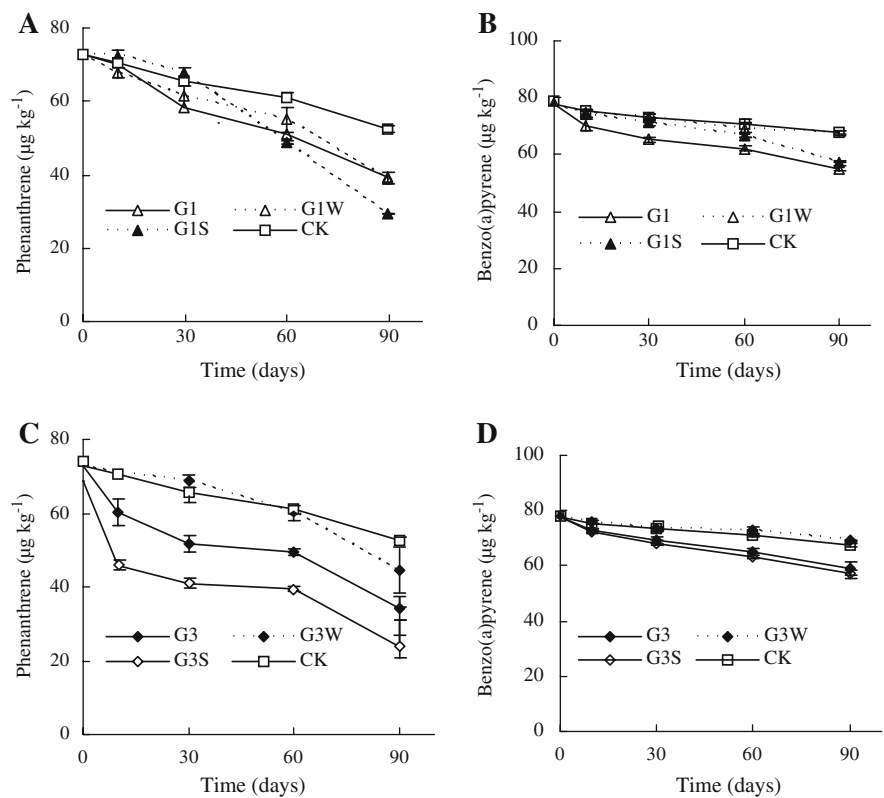 A
80
60
40
20
0
Phenanthrene (µg kg-1)
G1 G1W
G1S CK
0 30 60 90
Time (days)
B
100
80
60
40
20
0
Benzo(a)pyrene (µg kg-1)
G1 G1W
G1S CK
0 30 60 90
Time (days)
C
80
60
40
20
0
Phenanthrene (µg kg-1)
G3 G3W
G3S CK
0 30 60 90
Time (days)
D
100
80
60
40
20
0
Benzo(a)pyrene (µg kg-1)
G3 G3W
G3S CK
0 30 60 90
Time (days)